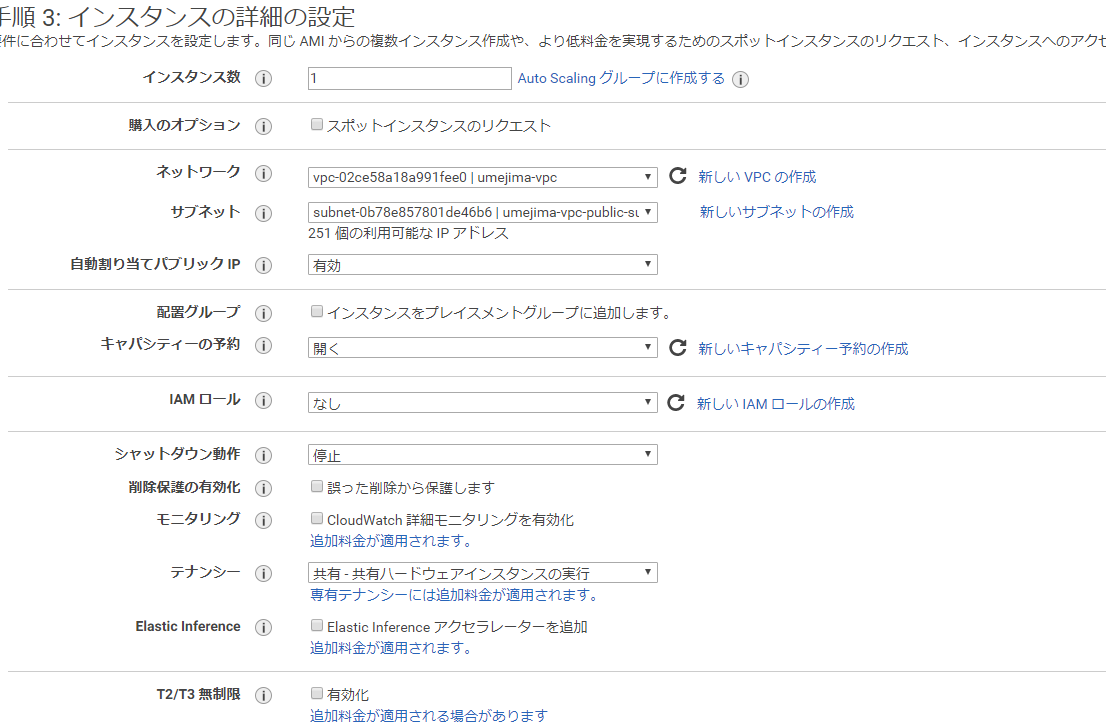 手順 3: インスタンスの詳細の設定
要件に合わせてインスタンスを設定します。同じ AMI からの複数インスタンス作成や、より低料金を実現するためのスポットインスタンスのリクエスト、インスタンスへのアクセ
インスタンス数 i 1 Auto Scaling グループに作成する i
購入のオプション i スポットインスタンスのリクエスト
ネットワーク i vpc-02ce58a18a991fee0 | umejima-vpc 新しい VPC の作成
サブネット i subnet-0b78e857801de46b6 | umejima-vpc-public-su 新しいサブネットの作成
251 個の利用可能な IP アドレス
自動割り当てパブリック IP i 有効
配置グループ i インスタンスをプレイスメントグループに追加します。
キャパシティーの予約 i 開く 新しいキャパシティー予約の作成
IAM ロール i なし 新しい IAM ロールの作成
シャットダウン動作 i 停止
削除保護の有効化 i 誤った削除から保護します
モニタリング i CloudWatch 詳細モニタリングを有効化
追加料金が適用されます。
テナンシー i 共有 - 共有ハードウェアインスタンスの実行
専有テナンシーには追加料金が適用されます。
Elastic Inference i Elastic Inference アクセラレーターを追加
追加料金が適用されます。
T2/T3 無制限 i 有効化
追加料金が適用される場合があります